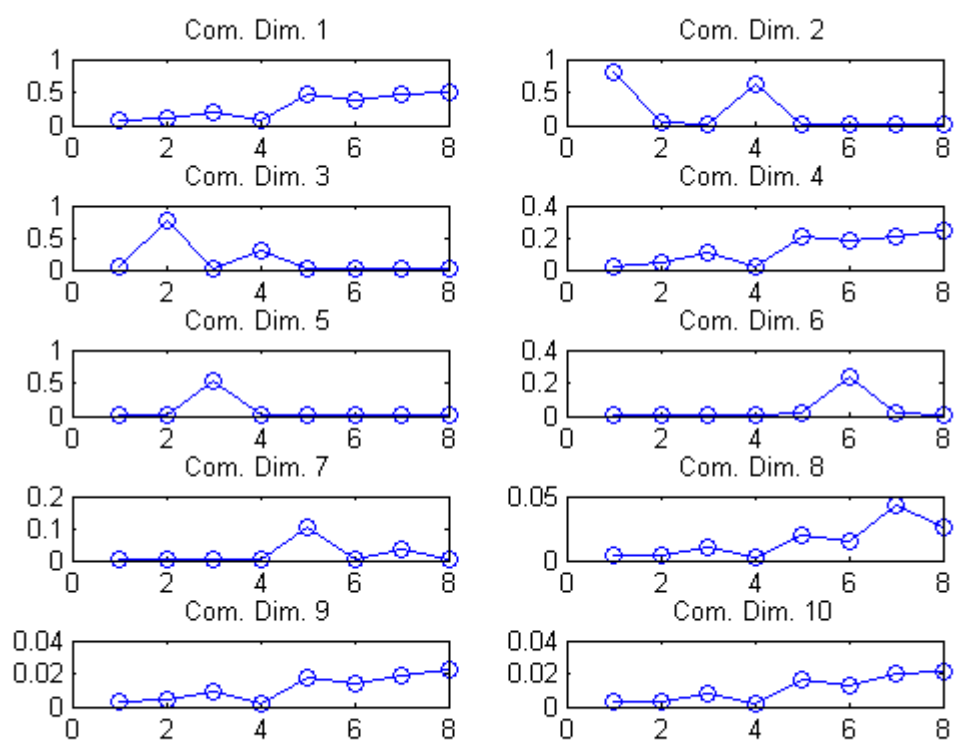 Com. Dim. 1
1
0.5
0
0 2 4 6 8
Com. Dim. 2
1
0.5
0
0 2 4 6 8
Com. Dim. 3
1
0.5
0
0 2 4 6 8
Com. Dim. 4
0.4
0.2
0
0 2 4 6 8
Com. Dim. 5
1
0.5
0
0 2 4 6 8
Com. Dim. 6
0.4
0.2
0
0 2 4 6 8
Com. Dim. 7
0.2
0.1
0
0 2 4 6 8
Com. Dim. 8
0.05
0
0 2 4 6 8
Com. Dim. 9
0.04
0.02
0
0 2 4 6 8
Com. Dim. 10
0.04
0.02
0
0 2 4 6 8